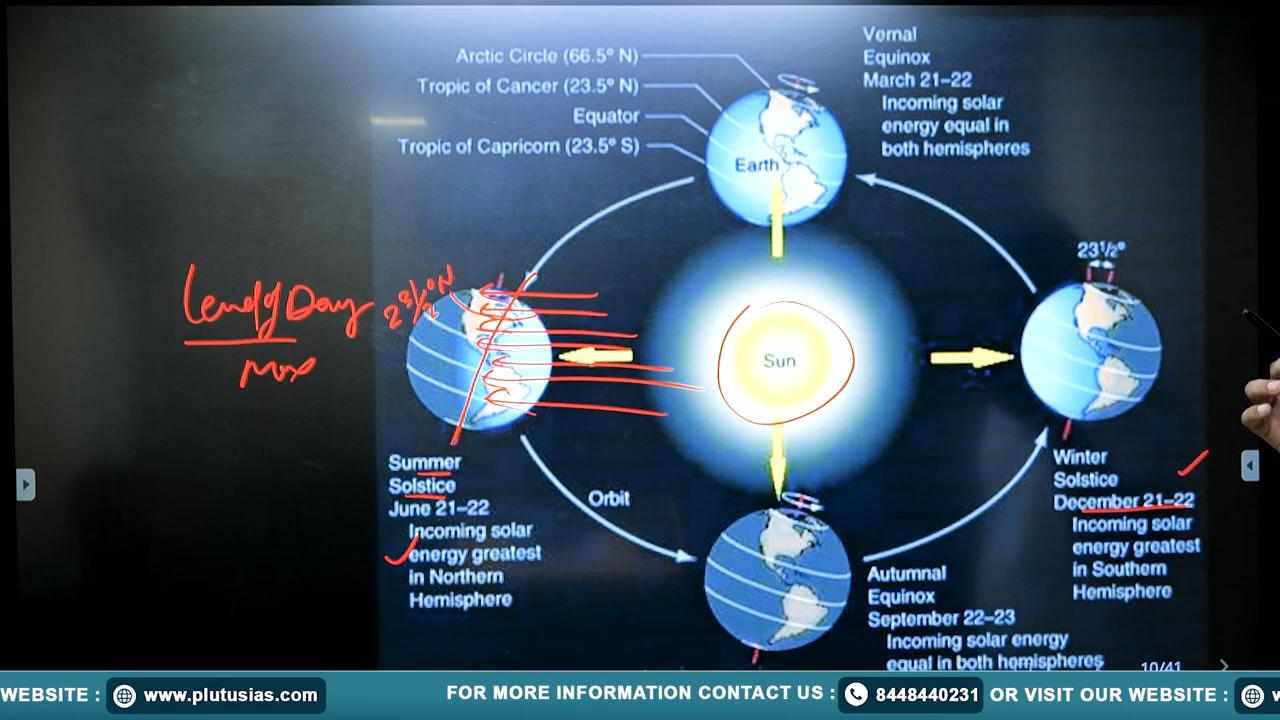 Arctic Circle (66.5° N)
Tropic of Cancer (23.5° N)
Equator
Tropic of Capricorn (23.5° S)
Vernal
Equinox
March 21–22
Incoming solar
energy equal in
both hemispheres
Earth
23½°
Day
23½°N
Max
Sun
Summer
Solstice
June 21–22
Incoming solar
energy greatest
in Northern
Hemisphere
Orbit
Winter
Solstice
December 21–22
Incoming solar
energy greatest
in Southern
Hemisphere
Autumnal
Equinox
September 22–23
Incoming solar energy
equal in both hemispheres
10/41
WEBSITE : www.plutusias.com FOR MORE INFORMATION CONTACT US : 8448440231 OR VISIT OUR WEBSITE :